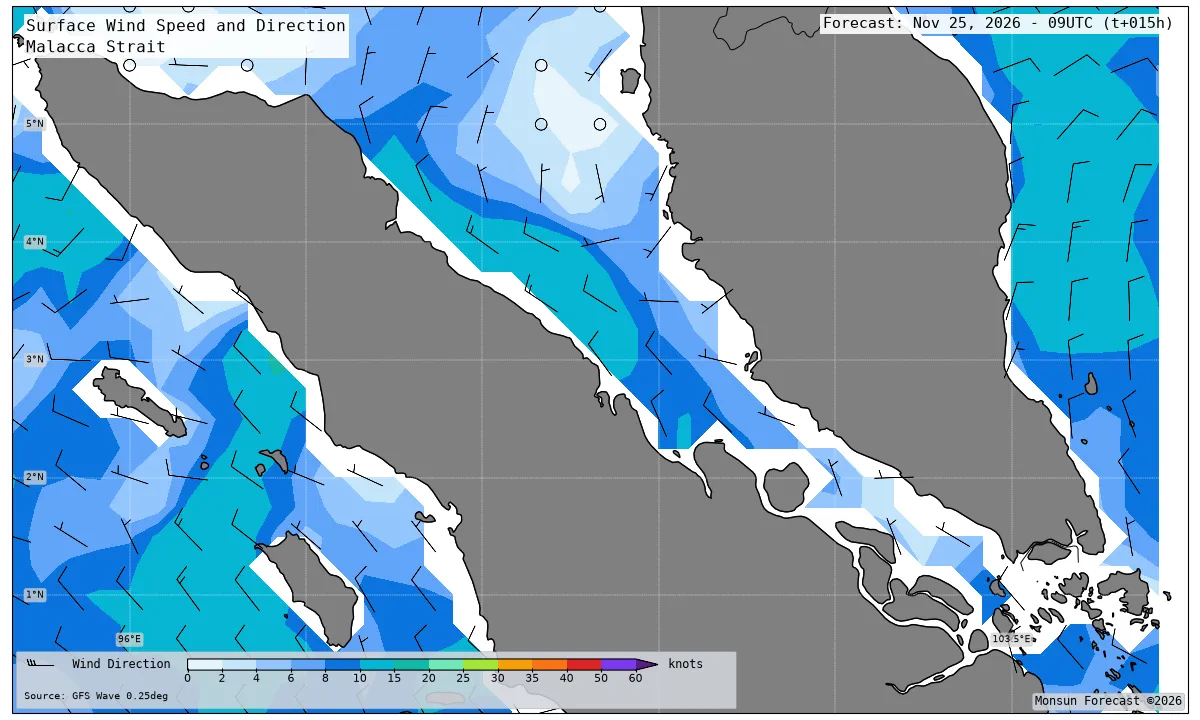 Surface Wind Speed and Direction
Malacca Strait
Forecast: Nov 25, 2026 - 09UTC (t+015h)
5°N
4°N
3°N
2°N
1°N
96°E
103.5°E
Wind Direction
0 2 4 6 8 10 15 20 25 30 35 40 50 60
knots
Source: GFS Wave 0.25deg
Monsun Forecast ©2026